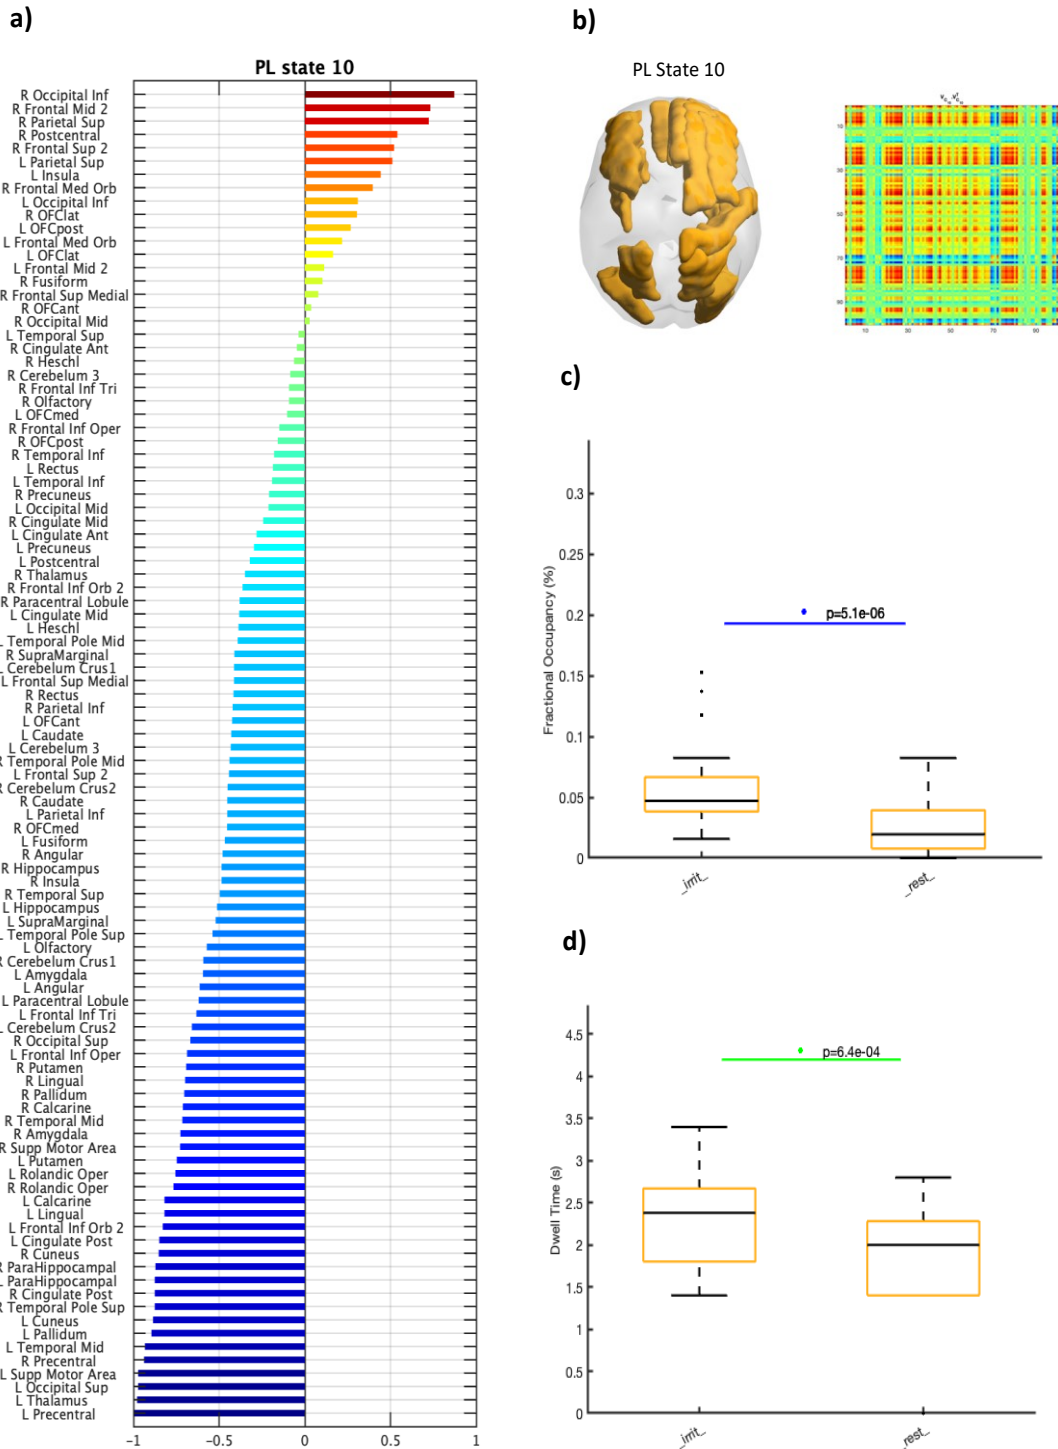 a)
PL state 10
R Occipital Inf
R Frontal Mid 2
R Parietal Sup
R Postcentral
R Frontal Sup 2
L Parietal Sup
L Insula
R Frontal Med Orb
L Occipital Inf
R OFClat
L OFCpost
L Frontal Med Orb
L OFClat
L Frontal Mid 2
R Fusiform
R Frontal Sup Medial
R OFCant
R Occipital Mid
L Temporal Sup
R Cingulate Ant
R Heschl
R Cerebelum 3
R Frontal Inf Tri
R Olfactory
L OFCmed
R Frontal Inf Oper
R OFCpost
R Temporal Inf
L Rectus
L Temporal Inf
R Precuneus
L Occipital Mid
R Cingulate Mid
L Cingulate Ant
L Precuneus
L Postcentral
R Thalamus
R Frontal Inf Orb 2
R Paracentral Lobule
L Cingulate Mid
L Heschl
L Temporal Pole Mid
R SupraMarginal
L Cerebelum Crus1
L Frontal Sup Medial
R Rectus
R Parietal Inf
L OFCant
L Caudate
L Cerebelum 3
R Temporal Pole Mid
L Frontal Sup 2
R Cerebelum Crus2
R Caudate
L Parietal Inf
R OFCmed
L Fusiform
R Angular
R Hippocampus
R Insula
R Temporal Sup
L Hippocampus
L SupraMarginal
L Temporal Pole Sup
L Olfactory
R Cerebelum Crus1
L Amygdala
L Angular
L Paracentral Lobule
L Frontal Inf Tri
L Cerebelum Crus2
R Occipital Sup
L Frontal Inf Oper
R Putamen
R Lingual
R Pallidum
R Calcarine
R Temporal Mid
R Amygdala
R Supp Motor Area
L Putamen
L Rolandic Oper
R Rolandic Oper
L Calcarine
L Lingual
L Frontal Inf Orb 2
L Cingulate Post
R Cuneus
R ParaHippocampal
L ParaHippocampal
R Cingulate Post
R Temporal Pole Sup
L Cuneus
L Pallidum
L Temporal Mid
R Precentral
L Supp Motor Area
L Occipital Sup
L Thalamus
L Precentral
-1 -0.5 0 0.5 1
b)
PL State 10
10
30
50
70
90
10 30 50 70 90
c)
Fractional Occupancy (%)
0.3
0.25
0.2
0.15
0.1
0.05
0
p=5.1e-06
_irrit_ _rest_
d)
Dwell Time (s)
4.5
4
3.5
3
2.5
2
1.5
1
0.5
0
p=6.4e-04
_irrit_ _rest_